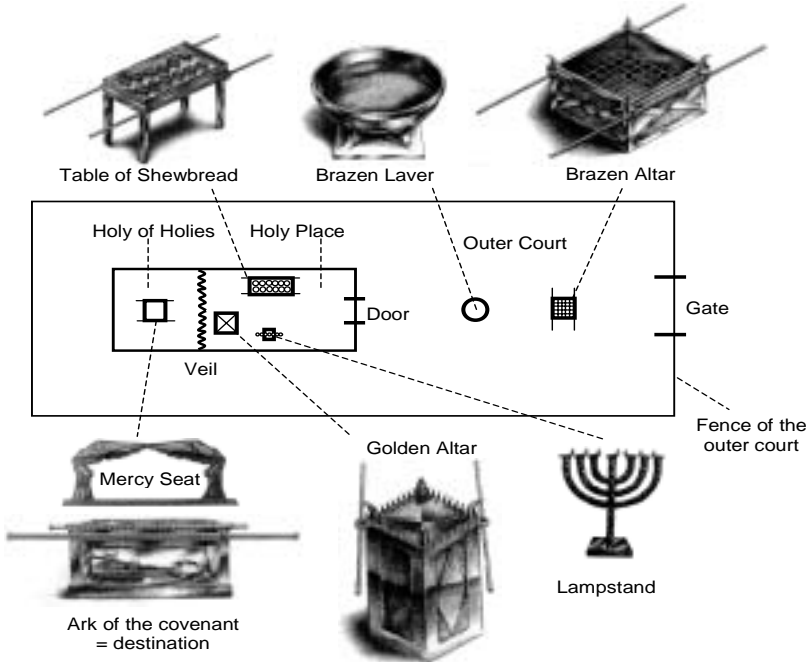 Table of Shewbread
Brazen Laver
Brazen Altar
Holy of Holies
Holy Place
Outer Court
Door
Gate
Veil
Fence of the
outer court
Golden Altar
Mercy Seat
Lampstand
Ark of the covenant
= destination